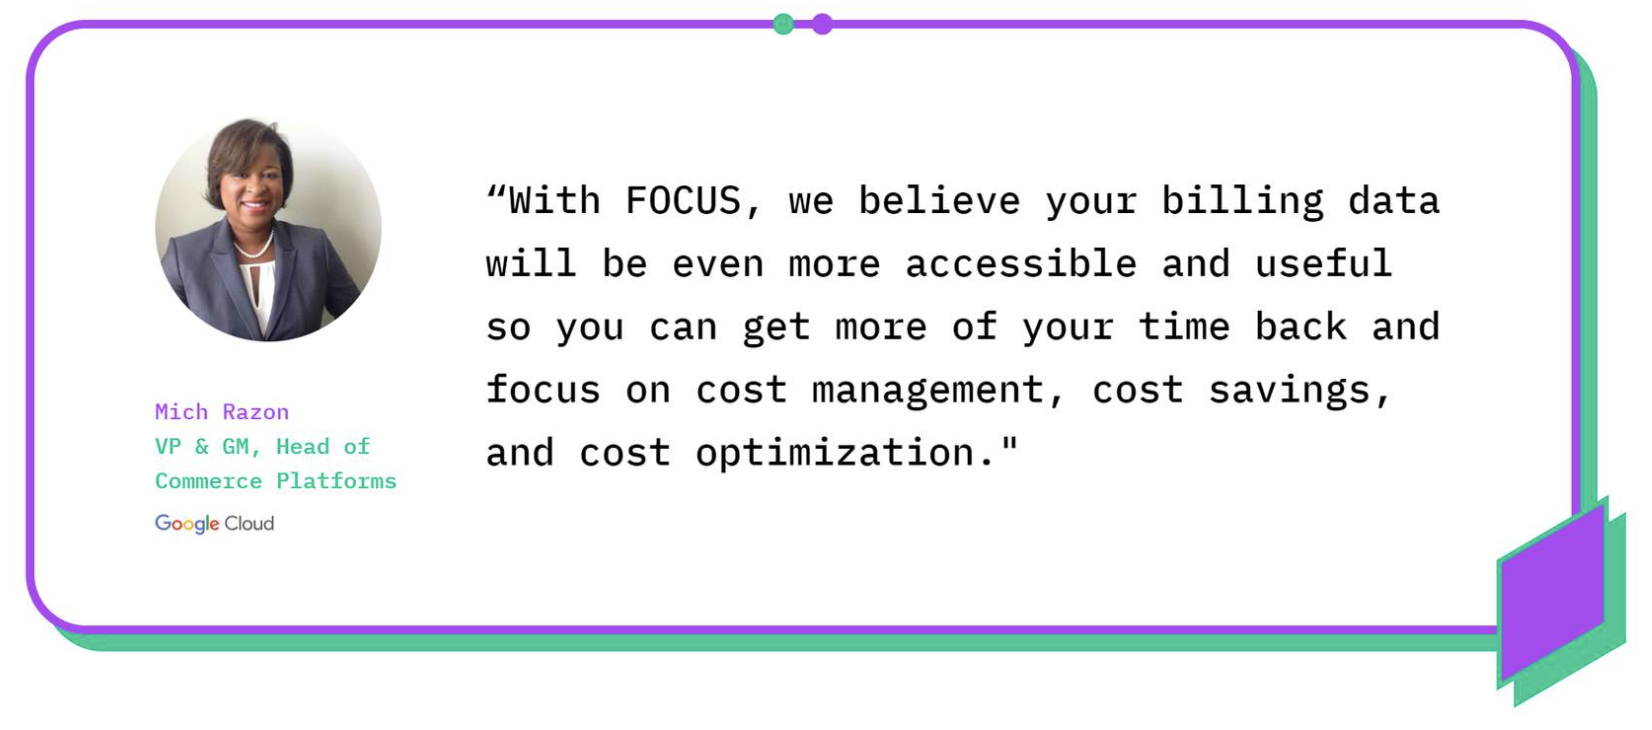 “With FOCUS, we believe your billing data
will be even more accessible and useful
so you can get more of your time back and
focus on cost management, cost savings,
and cost optimization."
Mich Razon
VP & GM, Head of
Commerce Platforms
Google Cloud